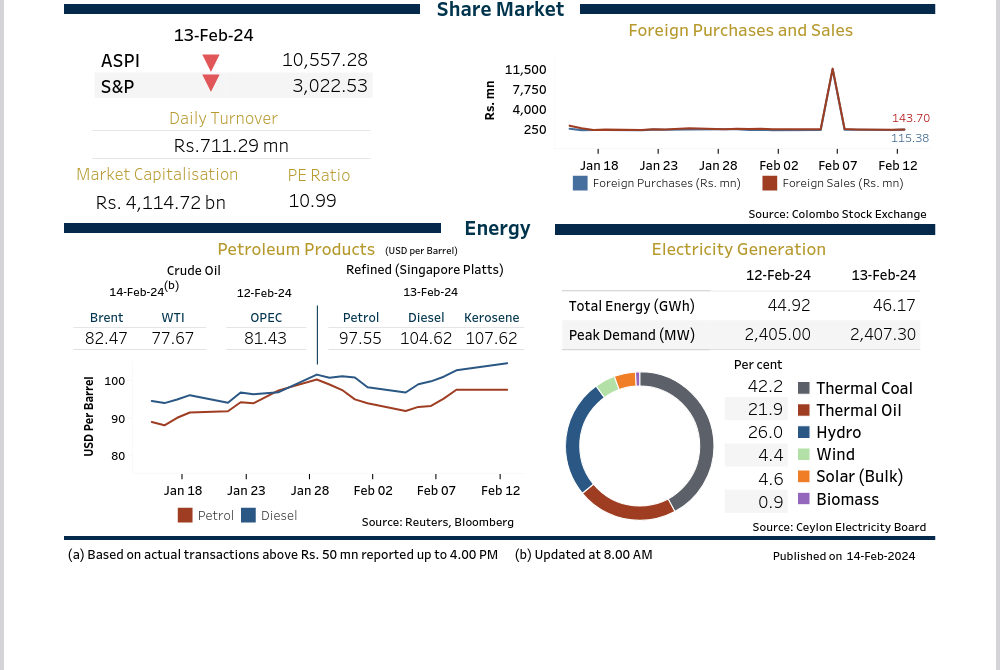 Share Market
13-Feb-24
ASPI 10,557.28
S&P 3,022.53
Daily Turnover
Rs.711.29 mn
Market Capitalisation PE Ratio
Rs. 4,114.72 bn 10.99
Foreign Purchases and Sales
Rs. mn
11,500
7,750
4,000
250
143.70
115.38
Jan 18 Jan 23 Jan 28 Feb 02 Feb 07 Feb 12
Foreign Purchases (Rs. mn) Foreign Sales (Rs. mn)
Source: Colombo Stock Exchange
Energy
Petroleum Products (USD per Barrel)
Crude Oil Refined (Singapore Platts)
14-Feb-24(b) 12-Feb-24 13-Feb-24
Brent WTI OPEC Petrol Diesel Kerosene
82.47 77.67 81.43 97.55 104.62 107.62
USD Per Barrel
100
90
80
Jan 18 Jan 23 Jan 28 Feb 02 Feb 07 Feb 12
Petrol Diesel
Source: Reuters, Bloomberg
Electricity Generation
12-Feb-24 13-Feb-24
Total Energy (GWh) 44.92 46.17
Peak Demand (MW) 2,405.00 2,407.30
Per cent
42.2 Thermal Coal
21.9 Thermal Oil
26.0 Hydro
4.4 Wind
4.6 Solar (Bulk)
0.9 Biomass
Source: Ceylon Electricity Board
(a) Based on actual transactions above Rs. 50 mn reported up to 4.00 PM (b) Updated at 8.00 AM Published on 14-Feb-2024